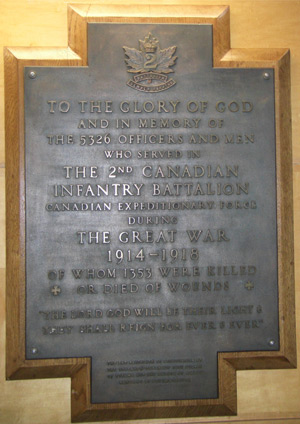 2
TO THE GLORY OF GOD
AND IN MEMORY OF
THE 5326 OFFICERS AND MEN
WHO SERVED IN
THE 2ND CANADIAN
INFANTRY BATTALION
CANADIAN EXPEDITIONARY FORCE
DURING
THE GREAT WAR
1914-1918
OF WHOM 1353 WERE KILLED
OR DIED OF WOUNDS
"THE LORD GOD WILL BE THEIR LIGHT &
THEY SHALL REIGN FOR EVER & EVER."